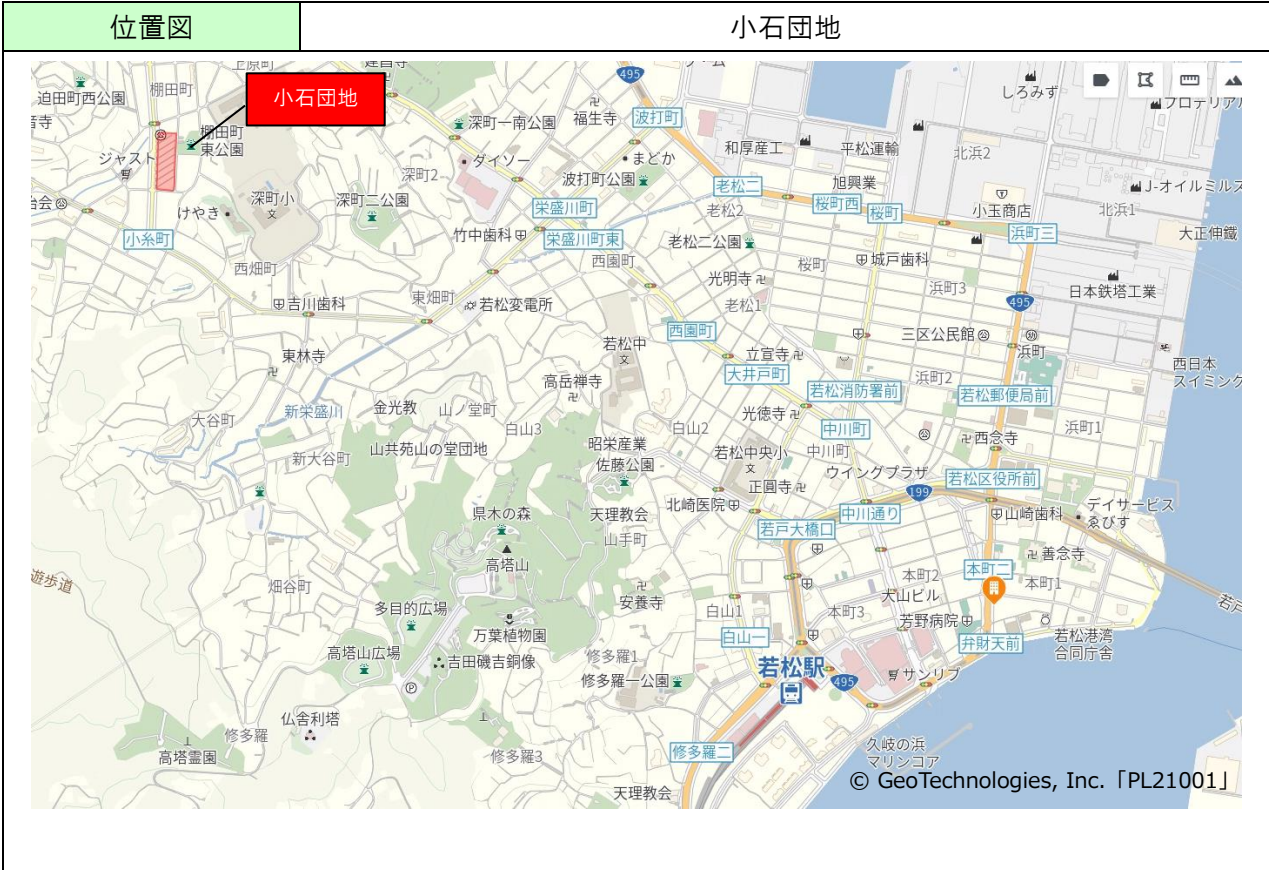 位置図
小石団地
上原町
建昌寺
495
しろみず
迫田町西公園
棚田町
小石団地
福生寺
波打町
深町一南公園
棚田町
東公園
ジャスト
ダイソー
まどか
和厚産工
平松運輸
北浜2
深町2
波打町公園
老松二
旭興業
J-オイルミルズ
深町小
深町二公園
けやき
栄盛川町
老松2
桜町西
桜町
小玉商店
北浜1
小糸町
竹中歯科
栄盛川町東
老松二公園
浜町三
大正伸鐵
西畑町
西園町
光明寺
桜町
城戸歯科
浜町3
日本鉄塔工業
吉川歯科
東畑町
若松変電所
老松1
495
若松中
西園町
三区公民館
浜町
東林寺
立宣寺
西日本
スイミング
高岳禅寺
大井戸町
浜町2
若松消防署前
若松郵便局前
大谷町
新栄盛川
金光教
山ノ堂町
白山3
光徳寺
白山2
中川町
西念寺
浜町1
新大谷町
山共苑山の堂団地
昭栄産業
佐藤公園
若松中央小
中川町
ウイングプラザ
若松区役所前
正圓寺
199
県木の森
天理教会
北崎医院
中川通り
山崎歯科
デイサービス
ゑびす
山手町
若戸大橋口
高塔山
善念寺
遊歩道
畑谷町
本町2
本町二
本町1
多目的広場
安養寺
白山1
本町3
大山ビル
万葉植物園
芳野病院
若松港湾
合同庁舎
高塔山広場
吉田磯吉銅像
白山一
弁財天前
修多羅1
若松駅
495
サンリブ
修多羅一公園
仏舎利塔
修多羅
高塔霊園
修多羅3
修多羅二
久岐の浜
マリンコア
天理教会
© GeoTechnologies, Inc.「PL21001」